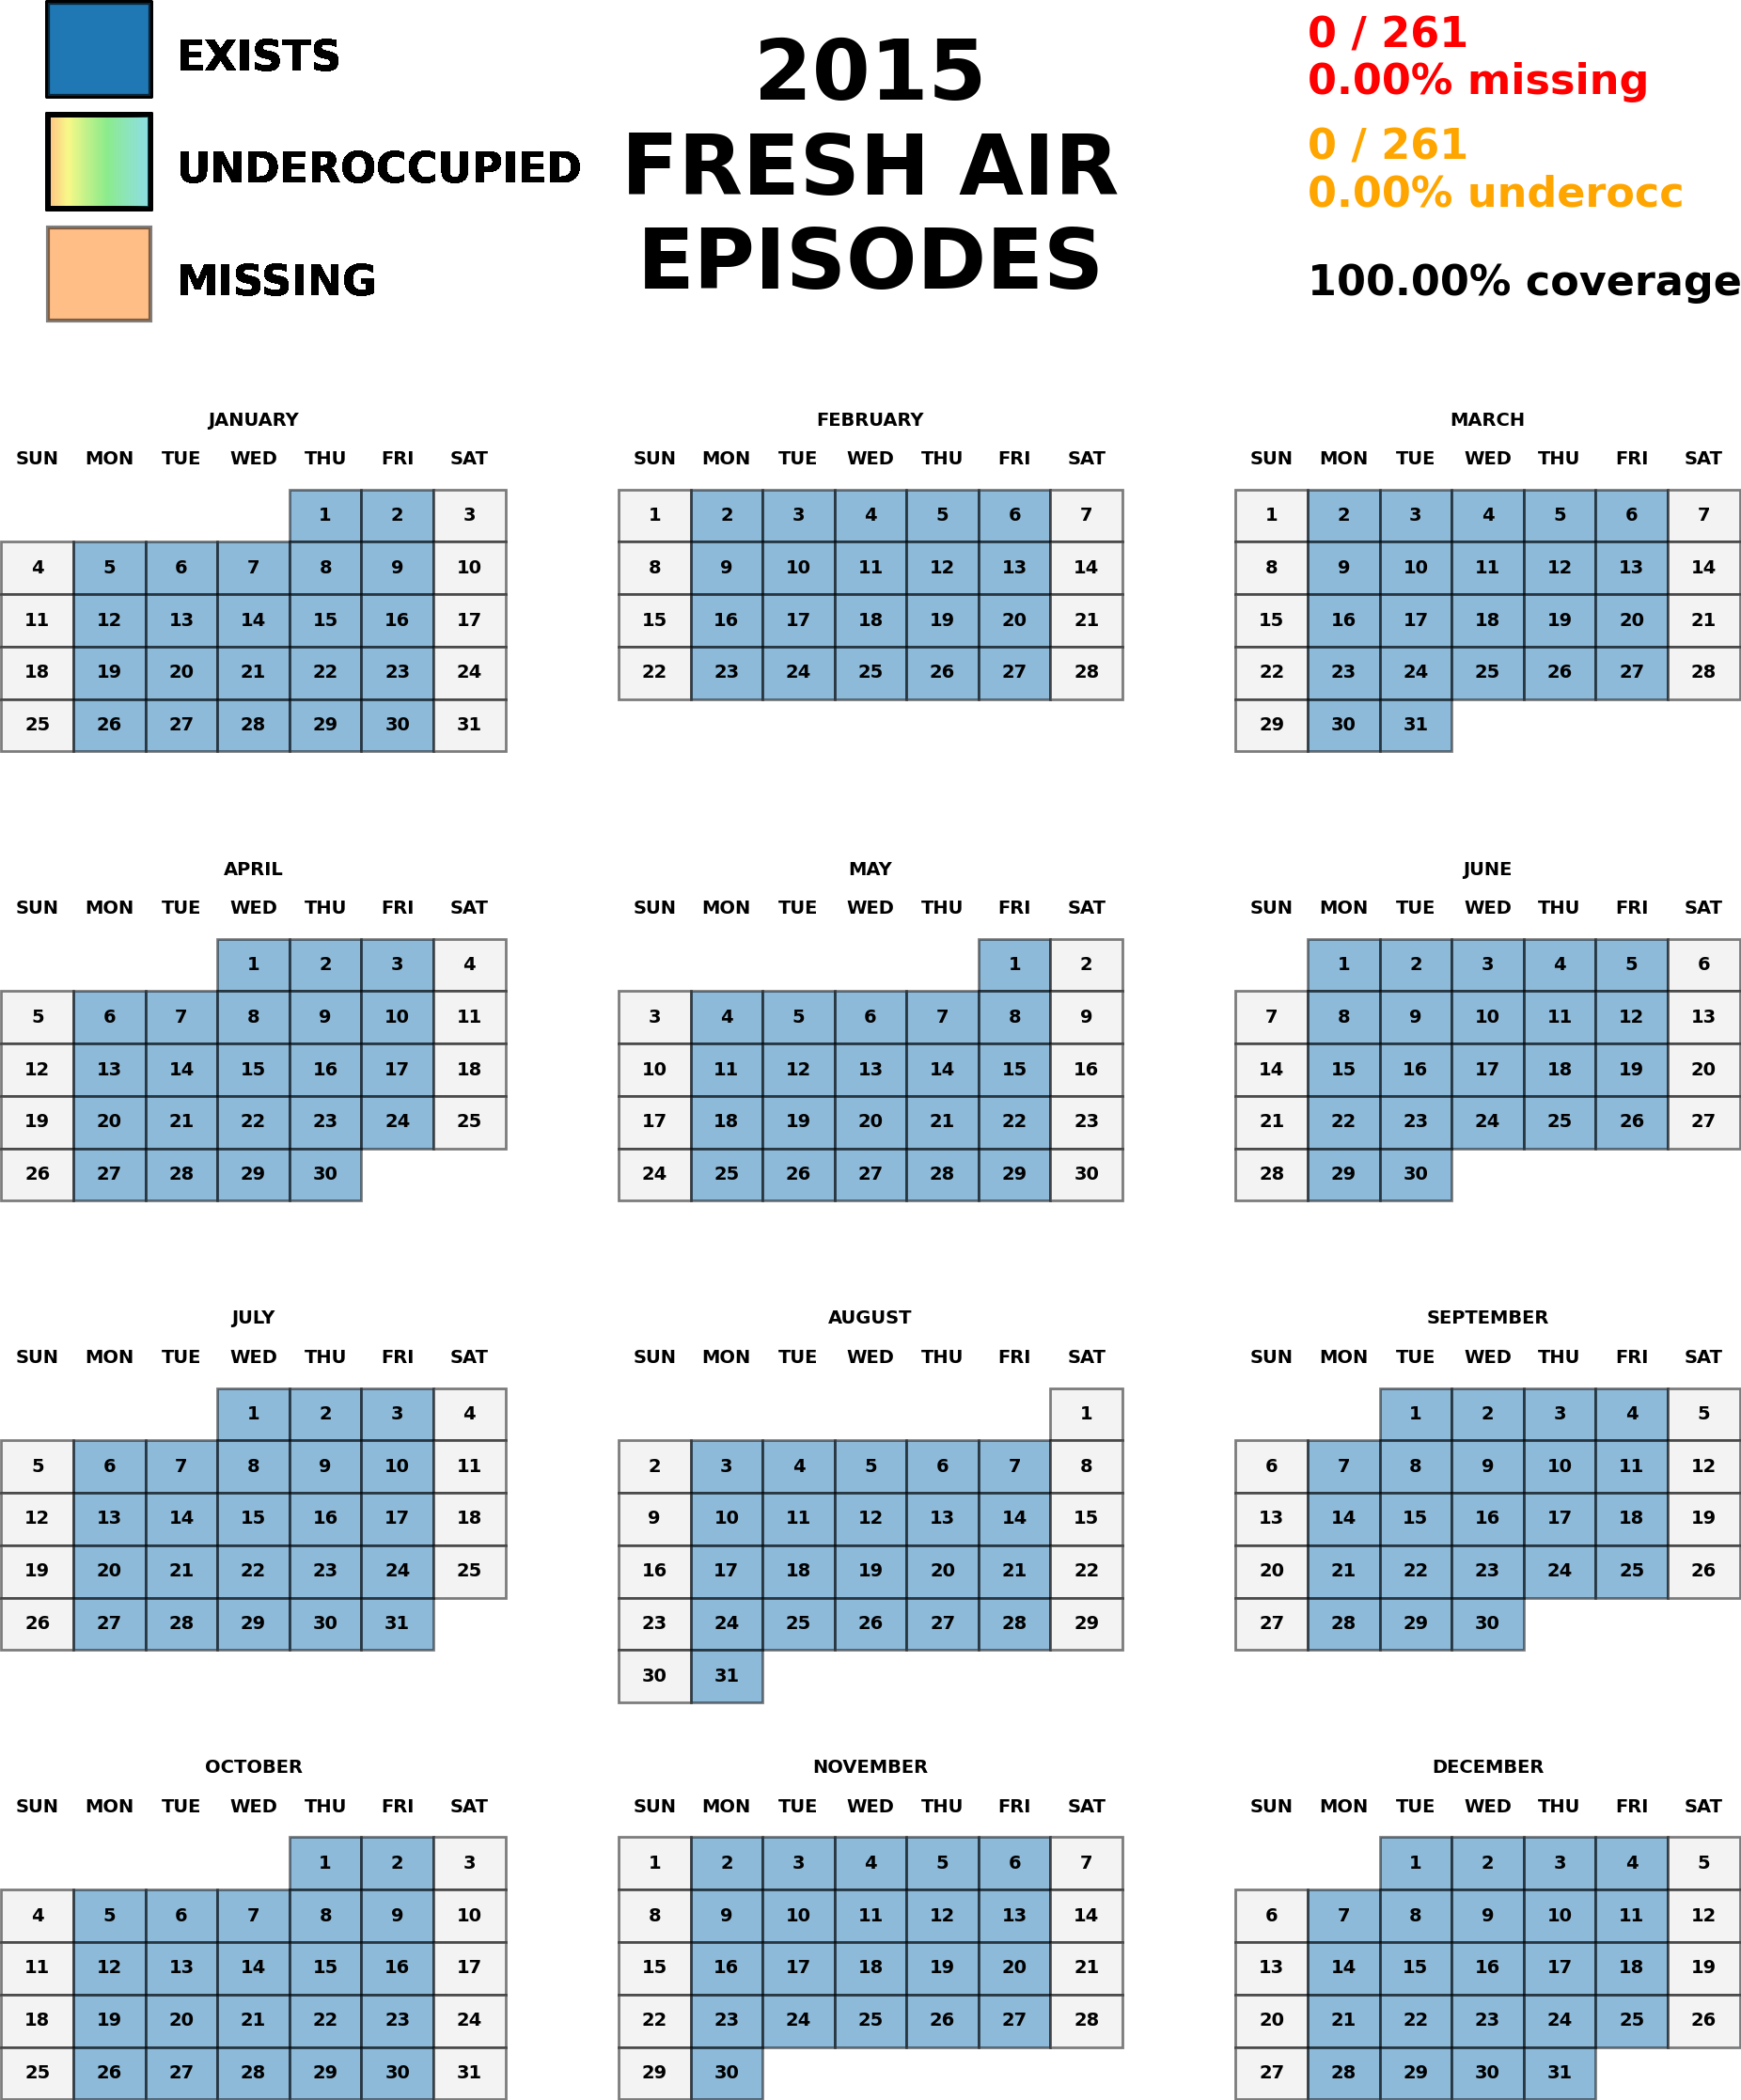 EXISTS
UNDEROCCUPIED
MISSING
2015
FRESH AIR
EPISODES
0 / 261
0.00% missing
0 / 261
0.00% underocc
100.00% coverage
JANUARY
SUN MON TUE WED THU FRI SAT
1 2 3
4 5 6 7 8 9 10
11 12 13 14 15 16 17
18 19 20 21 22 23 24
25 26 27 28 29 30 31
FEBRUARY
SUN MON TUE WED THU FRI SAT
1 2 3 4 5 6 7
8 9 10 11 12 13 14
15 16 17 18 19 20 21
22 23 24 25 26 27 28
MARCH
SUN MON TUE WED THU FRI SAT
1 2 3 4 5 6 7
8 9 10 11 12 13 14
15 16 17 18 19 20 21
22 23 24 25 26 27 28
29 30 31
APRIL
SUN MON TUE WED THU FRI SAT
1 2 3 4
5 6 7 8 9 10 11
12 13 14 15 16 17 18
19 20 21 22 23 24 25
26 27 28 29 30
MAY
SUN MON TUE WED THU FRI SAT
1 2
3 4 5 6 7 8 9
10 11 12 13 14 15 16
17 18 19 20 21 22 23
24 25 26 27 28 29 30
JUNE
SUN MON TUE WED THU FRI SAT
1 2 3 4 5 6
7 8 9 10 11 12 13
14 15 16 17 18 19 20
21 22 23 24 25 26 27
28 29 30
JULY
SUN MON TUE WED THU FRI SAT
1 2 3 4
5 6 7 8 9 10 11
12 13 14 15 16 17 18
19 20 21 22 23 24 25
26 27 28 29 30 31
AUGUST
SUN MON TUE WED THU FRI SAT
1
2 3 4 5 6 7 8
9 10 11 12 13 14 15
16 17 18 19 20 21 22
23 24 25 26 27 28 29
30 31
SEPTEMBER
SUN MON TUE WED THU FRI SAT
1 2 3 4 5
6 7 8 9 10 11 12
13 14 15 16 17 18 19
20 21 22 23 24 25 26
27 28 29 30
OCTOBER
SUN MON TUE WED THU FRI SAT
1 2 3
4 5 6 7 8 9 10
11 12 13 14 15 16 17
18 19 20 21 22 23 24
25 26 27 28 29 30 31
NOVEMBER
SUN MON TUE WED THU FRI SAT
1 2 3 4 5 6 7
8 9 10 11 12 13 14
15 16 17 18 19 20 21
22 23 24 25 26 27 28
29 30
DECEMBER
SUN MON TUE WED THU FRI SAT
1 2 3 4 5
6 7 8 9 10 11 12
13 14 15 16 17 18 19
20 21 22 23 24 25 26
27 28 29 30 31